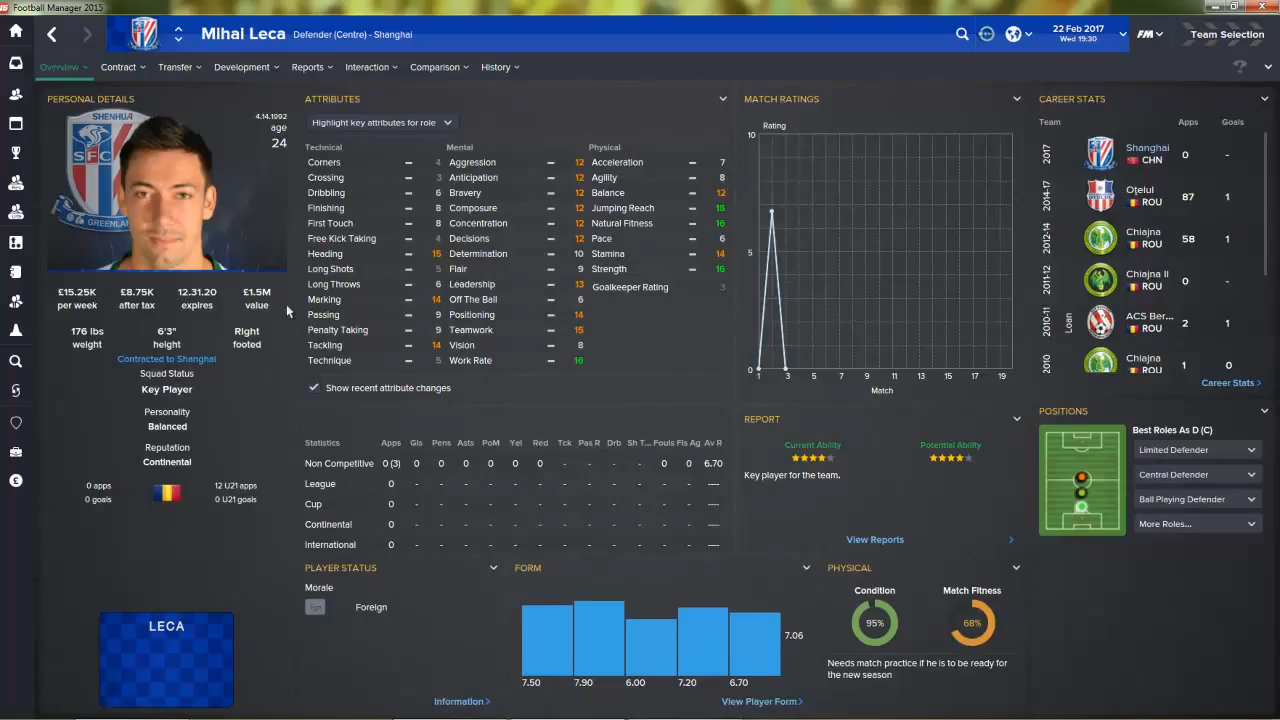 Football Manager 2015
Mihai Leca Defender (Centre) - Shanghai
22 Feb 2017
Wed 19:30
FM
Team Selection
Overview Contract Transfer Development Reports Interaction Comparison History
PERSONAL DETAILS
SHENHUA
SFC
GREENLAND
4.14.1992
age
24
£15.25K per week
£8.75K after tax
12.31.20 expires
£1.5M value
176 lbs weight
6'3" height
Right footed
Contracted to Shanghai
Squad Status
Key Player
Personality
Balanced
Reputation
Continental
0 apps
0 goals
12 U21 apps
0 U21 goals
LECA
ATTRIBUTES
Highlight key attributes for role
Technical Mental Physical
Corners – 4 Aggression – 12 Acceleration – 7
Crossing – 3 Anticipation – 12 Agility – 8
Dribbling – 6 Bravery – 12 Balance – 12
Finishing – 8 Composure – 12 Jumping Reach – 18
First Touch – 8 Concentration – 12 Natural Fitness – 16
Free Kick Taking – 4 Decisions – 12 Pace – 6
Heading – 15 Determination – 10 Stamina – 14
Long Shots – 5 Flair – 9 Strength – 16
Long Throws – 6 Leadership – 13 Goalkeeper Rating 3
Marking – 14 Off The Ball – 6
Passing – 9 Positioning – 14
Penalty Taking – 9 Teamwork – 15
Tackling – 14 Vision – 8
Technique – 5 Work Rate – 16
Show recent attribute changes
Statistics Apps Gls Pens Asts PoM Yel Red Tck Pas R Drb Sh T... Fouls Fls Ag Av R
Non Competitive 0 (3) 0 0 0 0 0 0 - - - - 0 0 6.70
League 0 - - - - - - - - - - - - ----
Cup 0 - - - - - - - - - - - - ----
Continental 0 - - - - - - - - - - - - ----
International 0 - - - - - - - - - - - - ----
PLAYER STATUS
Morale
Fgn Foreign
Information >
FORM
7.06
7.50 7.90 6.00 7.20 6.70
View Player Form >
MATCH RATINGS
Rating
10
5
0
1 3 5 7 9 11 13 15 17 19
Match
REPORT
Current Ability Potential Ability
Key player for the team.
View Reports >
PHYSICAL
Condition Match Fitness
95% 68%
Needs match practice if he is to be ready for
the new season
CAREER STATS
Team Apps Goals
2017 Shanghai CHN 0 -
2014-17 Oțelul ROU 87 1
2012-14 Chiajna ROU 58 1
2011-12 Chiajna II ROU 0 -
2010-11 Loan ACS Ber... ROU 2 1
2010 Chiajna ROU 1 0
Career Stats >
POSITIONS
Best Roles As D (C)
Limited Defender
Central Defender
Ball Playing Defender
More Roles...